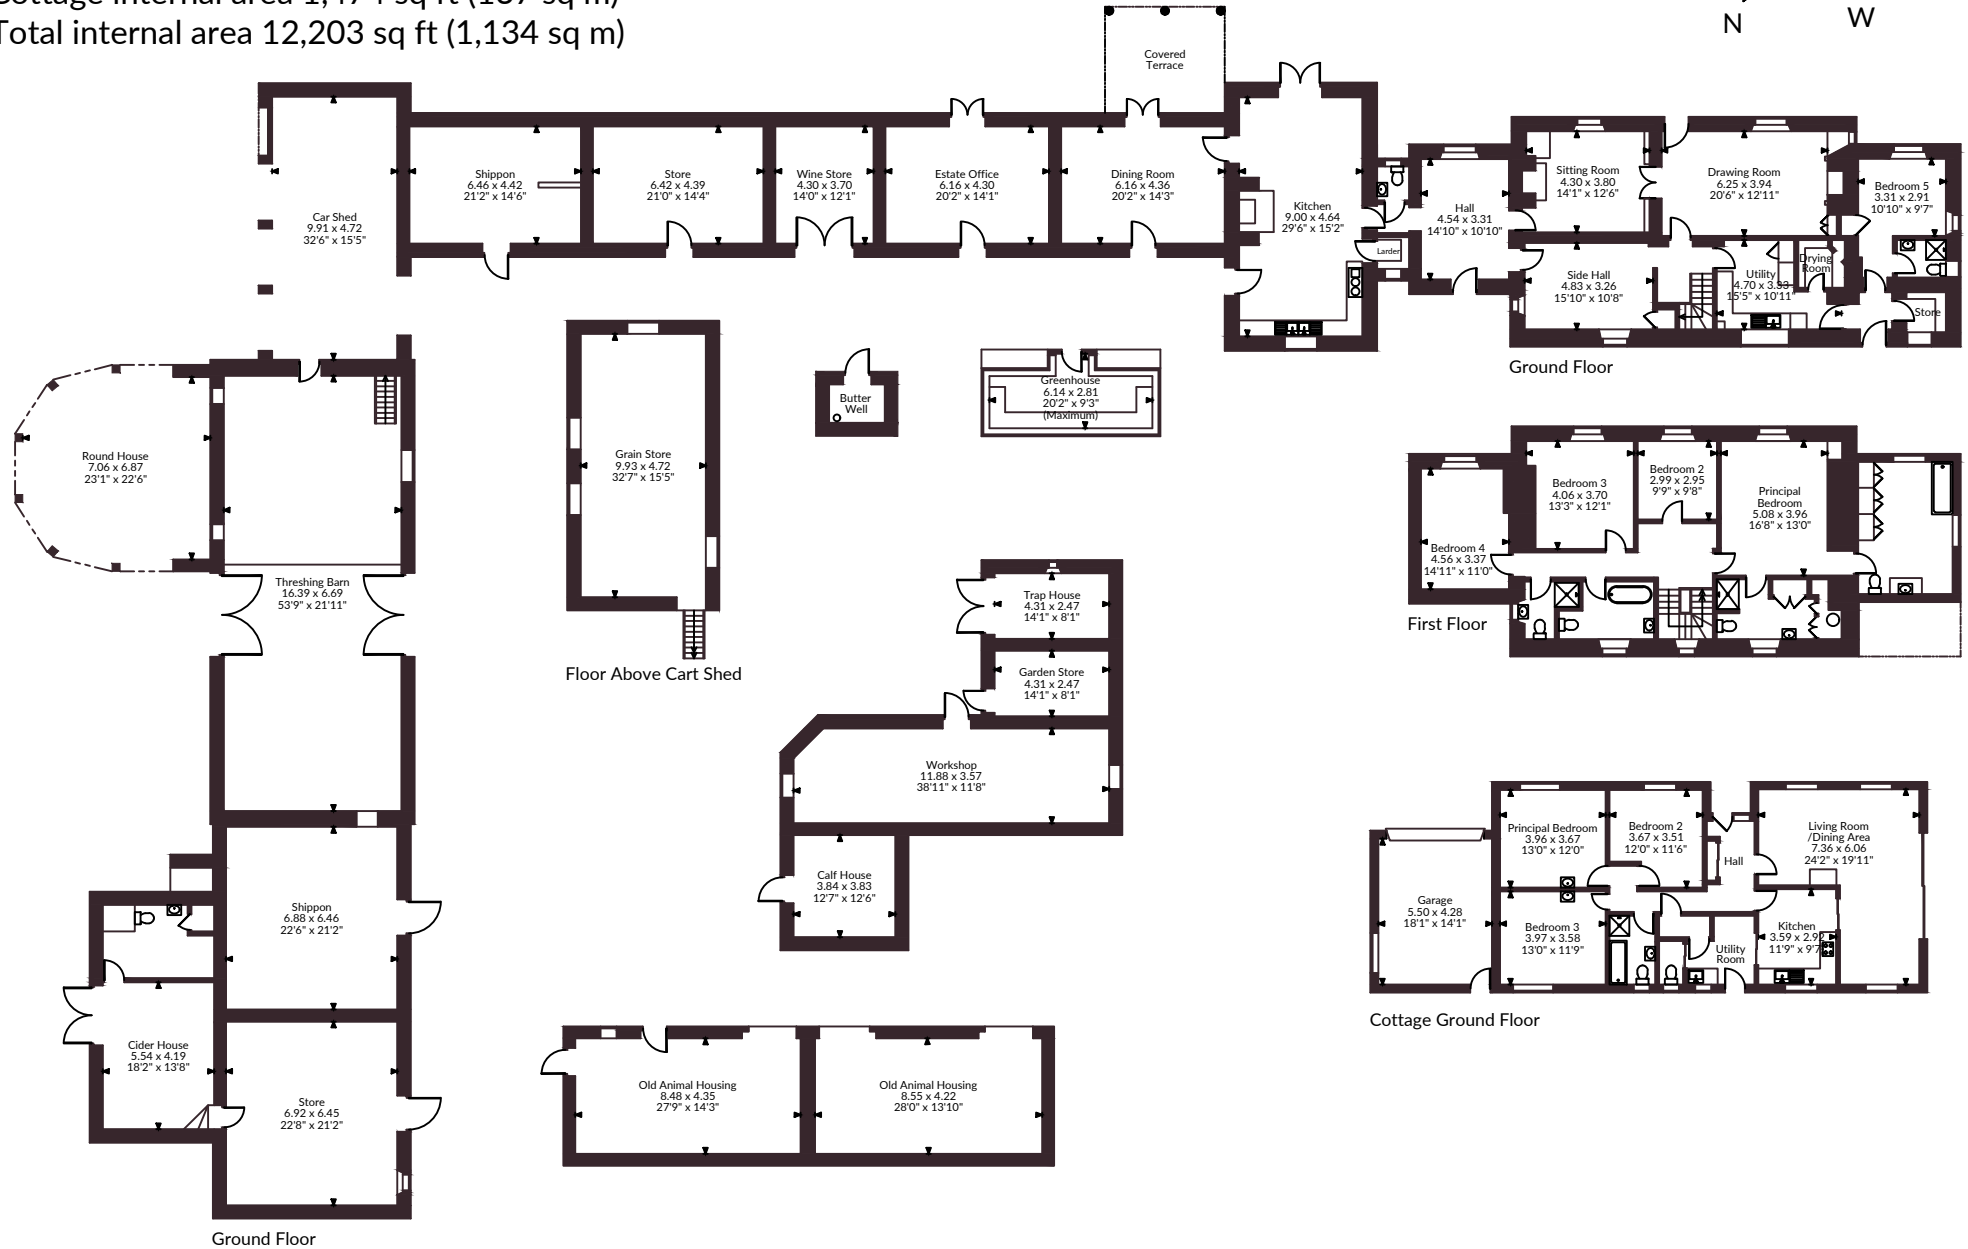 Total internal area 12,203 sq ft (1,134 sq m)
N
W
Covered
Terrace
Car Shed
9.91 x 4.72
32'6" x 15'5"
Shippon
6.46 x 4.42
21'2" x 14'6"
Store
6.42 x 4.39
21'0" x 14'4"
Wine Store
4.30 x 3.70
14'0" x 12'1"
Estate Office
6.16 x 4.30
20'2" x 14'1"
Dining Room
6.16 x 4.36
20'2" x 14'3"
Kitchen
9.00 x 4.64
29'6" x 15'2"
Larder
Hall
4.54 x 3.31
14'10" x 10'10"
Sitting Room
4.30 x 3.80
14'1" x 12'6"
Drawing Room
6.25 x 3.94
20'6" x 12'11"
Bedroom 5
3.31 x 2.91
10'10" x 9'7"
Side Hall
4.83 x 3.26
15'10" x 10'8"
Utility
4.70 x 3.33
15'5" x 10'11"
Drying
Room
Store
Ground Floor
Round House
7.06 x 6.87
23'1" x 22'6"
Grain Store
9.93 x 4.72
32'7" x 15'5"
Floor Above Cart Shed
Butter
Well
Greenhouse
6.14 x 2.81
20'2" x 9'3"
(Maximum)
Bedroom 4
4.56 x 3.37
14'11" x 11'0"
Bedroom 3
4.06 x 3.70
13'3" x 12'1"
Bedroom 2
2.99 x 2.95
9'9" x 9'8"
Principal
Bedroom
5.08 x 3.96
16'8" x 13'0"
First Floor
Threshing Barn
16.39 x 6.69
53'9" x 21'11"
Trap House
4.31 x 2.47
14'1" x 8'1"
Garden Store
4.31 x 2.47
14'1" x 8'1"
Workshop
11.88 x 3.57
38'11" x 11'8"
Calf House
3.84 x 3.83
12'7" x 12'6"
Garage
5.50 x 4.28
18'1" x 14'1"
Principal Bedroom
3.96 x 3.67
13'0" x 12'0"
Bedroom 2
3.67 x 3.51
12'0" x 11'6"
Hall
Living Room
/Dining Area
7.36 x 6.06
24'2" x 19'11"
Bedroom 3
3.97 x 3.58
13'0" x 11'9"
Utility
Room
Kitchen
3.59 x 2.92
11'9" x 9'7"
Cottage Ground Floor
Shippon
6.88 x 6.46
22'6" x 21'2"
Cider House
5.54 x 4.19
18'2" x 13'8"
Store
6.92 x 6.45
22'8" x 21'2"
Old Animal Housing
8.48 x 4.35
27'9" x 14'3"
Old Animal Housing
8.55 x 4.22
28'0" x 13'10"
Ground Floor